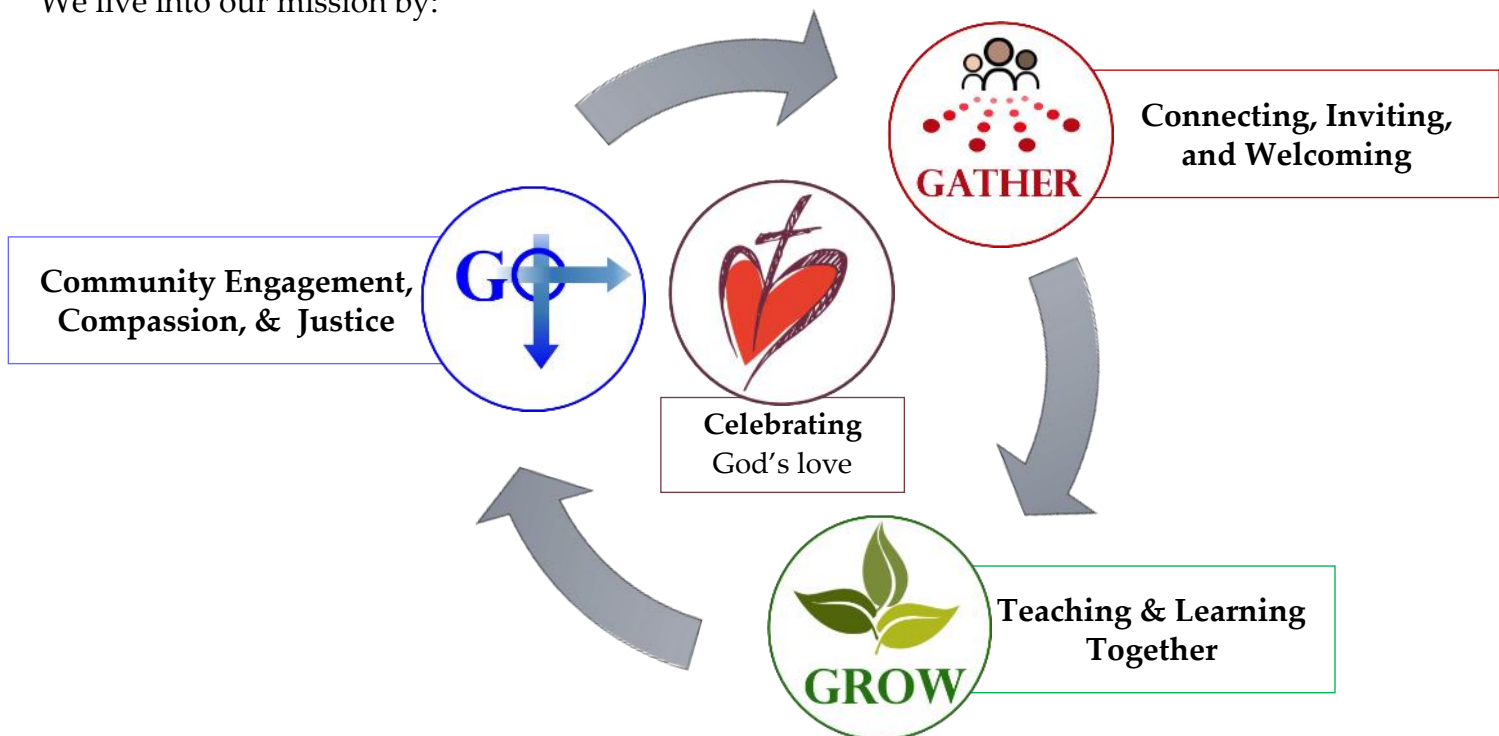 We live into our mission by:
GATHER
Connecting, Inviting,
and Welcoming
GO
Community Engagement,
Compassion, & Justice
Celebrating
God's love
GROW
Teaching & Learning
Together